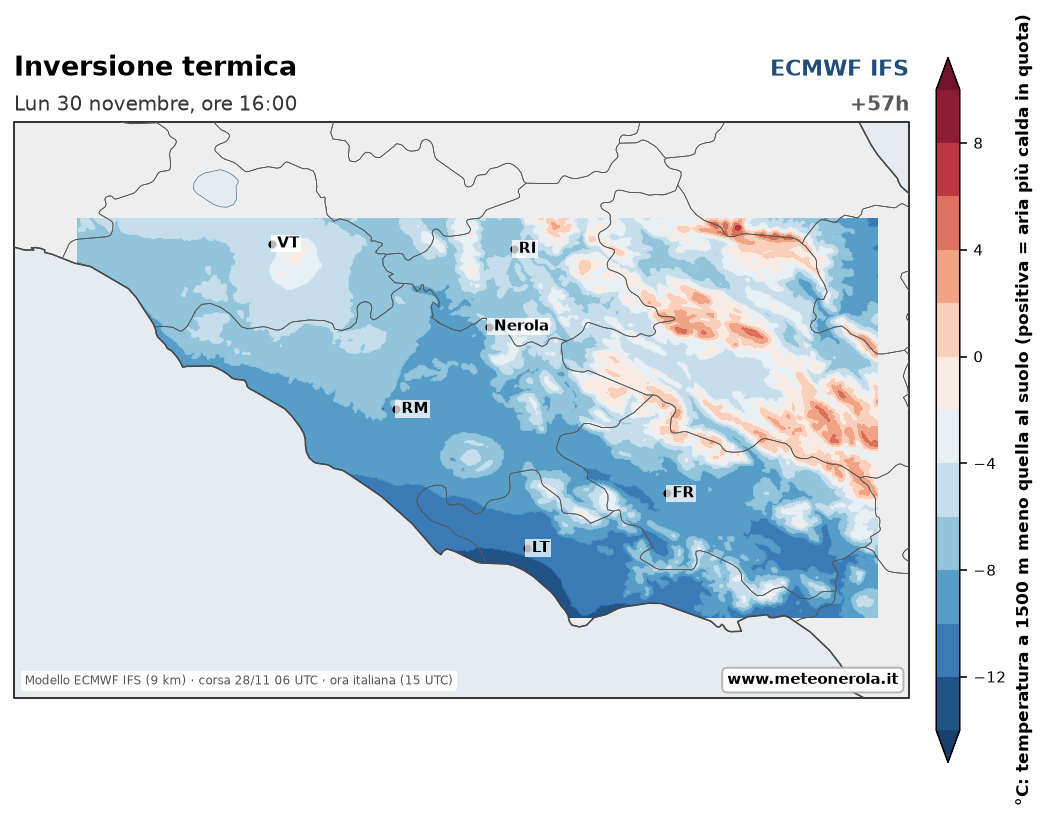 Inversione termica
ECMWF IFS
Lun 30 novembre, ore 16:00
+57h
VT
RI
Nerola
RM
FR
LT
Modello ECMWF IFS (9 km) · corsa 28/11 06 UTC · ora italiana (15 UTC)
www.meteonerola.it
8
4
0
−4
−8
−12
°C: temperatura a 1500 m meno quella al suolo (positiva = aria più calda in quota)